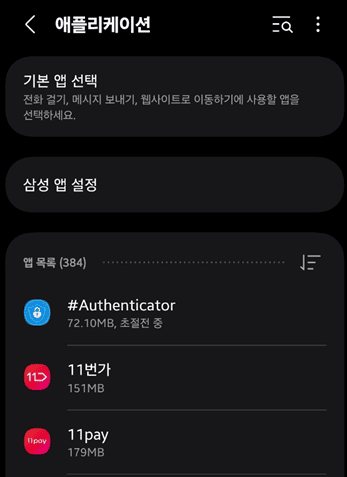 애플리케이션
기본 앱 선택
전화 걸기, 메시지 보내기, 웹사이트로 이동하기에 사용할 앱을
선택하세요.
삼성 앱 설정
앱 목록 (384)
#Authenticator
72.10MB, 초절전 중
11번가
151MB
11pay
11pay
179MB